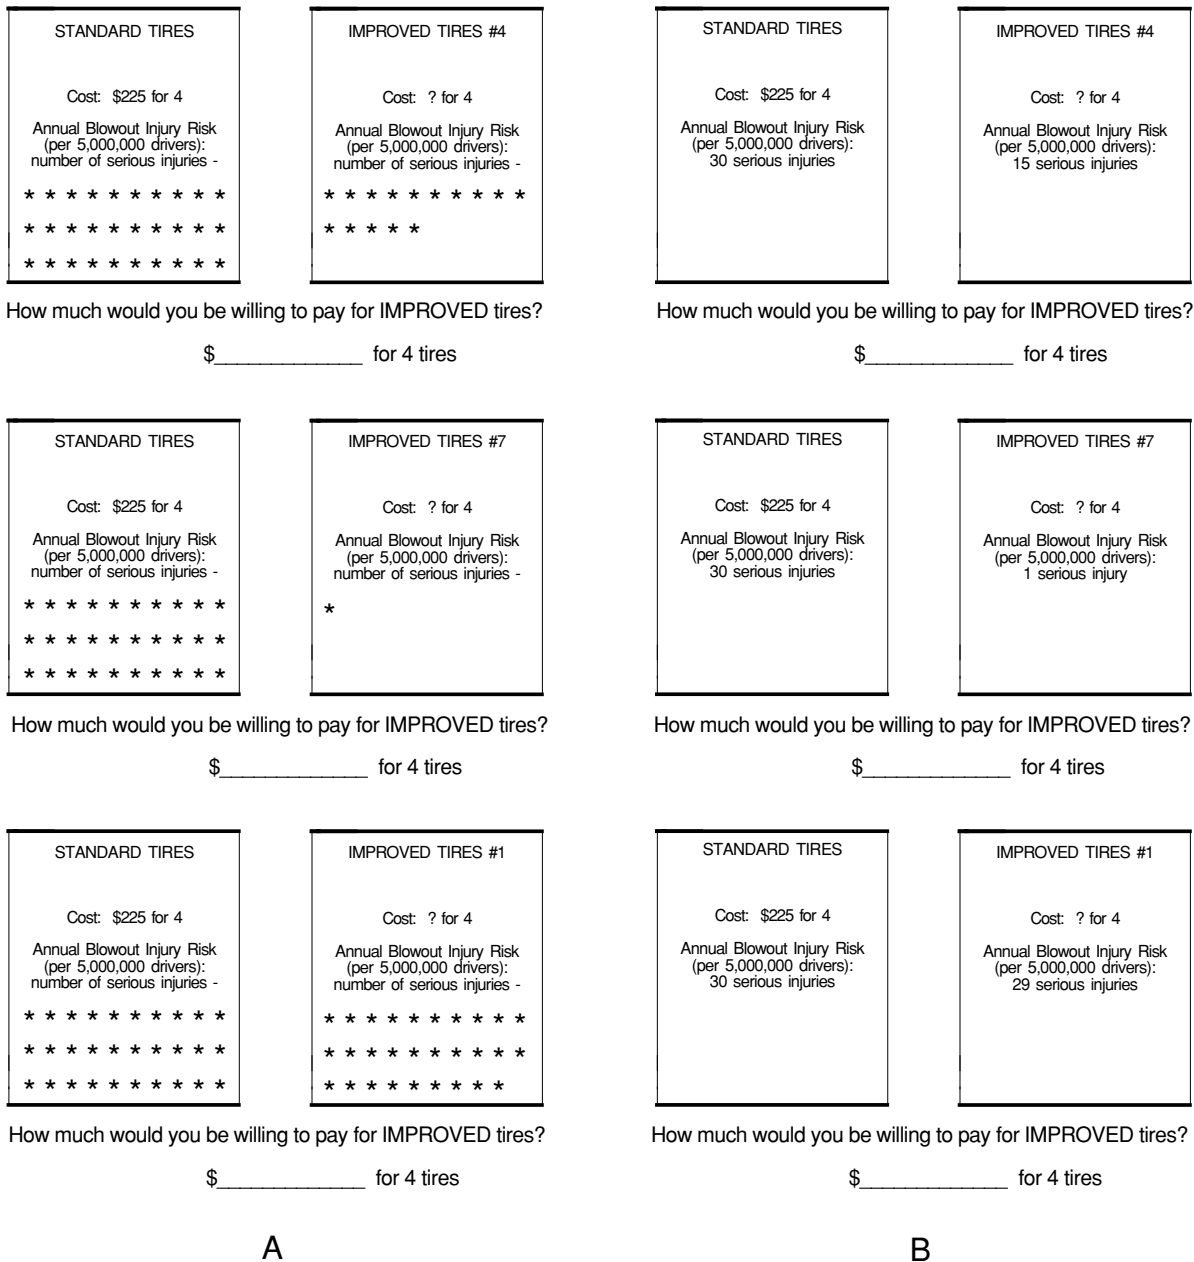 STANDARD TIRES
Cost: $225 for 4
Annual Blowout Injury Risk
(per 5,000,000 drivers):
number of serious injuries -
* * * * * * * * * *
* * * * * * * * * *
* * * * * * * * * *
IMPROVED TIRES #4
Cost: ? for 4
Annual Blowout Injury Risk
(per 5,000,000 drivers):
number of serious injuries -
* * * * * * * * * *
* * * * *
How much would you be willing to pay for IMPROVED tires?
$_____________ for 4 tires
STANDARD TIRES
Cost: $225 for 4
Annual Blowout Injury Risk
(per 5,000,000 drivers):
number of serious injuries -
* * * * * * * * * *
* * * * * * * * * *
* * * * * * * * * *
IMPROVED TIRES #7
Cost: ? for 4
Annual Blowout Injury Risk
(per 5,000,000 drivers):
number of serious injuries -
*
How much would you be willing to pay for IMPROVED tires?
$_____________ for 4 tires
STANDARD TIRES
Cost: $225 for 4
Annual Blowout Injury Risk
(per 5,000,000 drivers):
number of serious injuries -
* * * * * * * * * *
* * * * * * * * * *
* * * * * * * * * *
IMPROVED TIRES #1
Cost: ? for 4
Annual Blowout Injury Risk
(per 5,000,000 drivers):
number of serious injuries -
* * * * * * * * * *
* * * * * * * * * *
* * * * * * * * *
How much would you be willing to pay for IMPROVED tires?
$_____________ for 4 tires
A
STANDARD TIRES
Cost: $225 for 4
Annual Blowout Injury Risk
(per 5,000,000 drivers):
30 serious injuries
IMPROVED TIRES #4
Cost: ? for 4
Annual Blowout Injury Risk
(per 5,000,000 drivers):
15 serious injuries
How much would you be willing to pay for IMPROVED tires?
$_____________ for 4 tires
STANDARD TIRES
Cost: $225 for 4
Annual Blowout Injury Risk
(per 5,000,000 drivers):
30 serious injuries
IMPROVED TIRES #7
Cost: ? for 4
Annual Blowout Injury Risk
(per 5,000,000 drivers):
1 serious injury
How much would you be willing to pay for IMPROVED tires?
$_____________ for 4 tires
STANDARD TIRES
Cost: $225 for 4
Annual Blowout Injury Risk
(per 5,000,000 drivers):
30 serious injuries
IMPROVED TIRES #1
Cost: ? for 4
Annual Blowout Injury Risk
(per 5,000,000 drivers):
29 serious injuries
How much would you be willing to pay for IMPROVED tires?
$_____________ for 4 tires
B